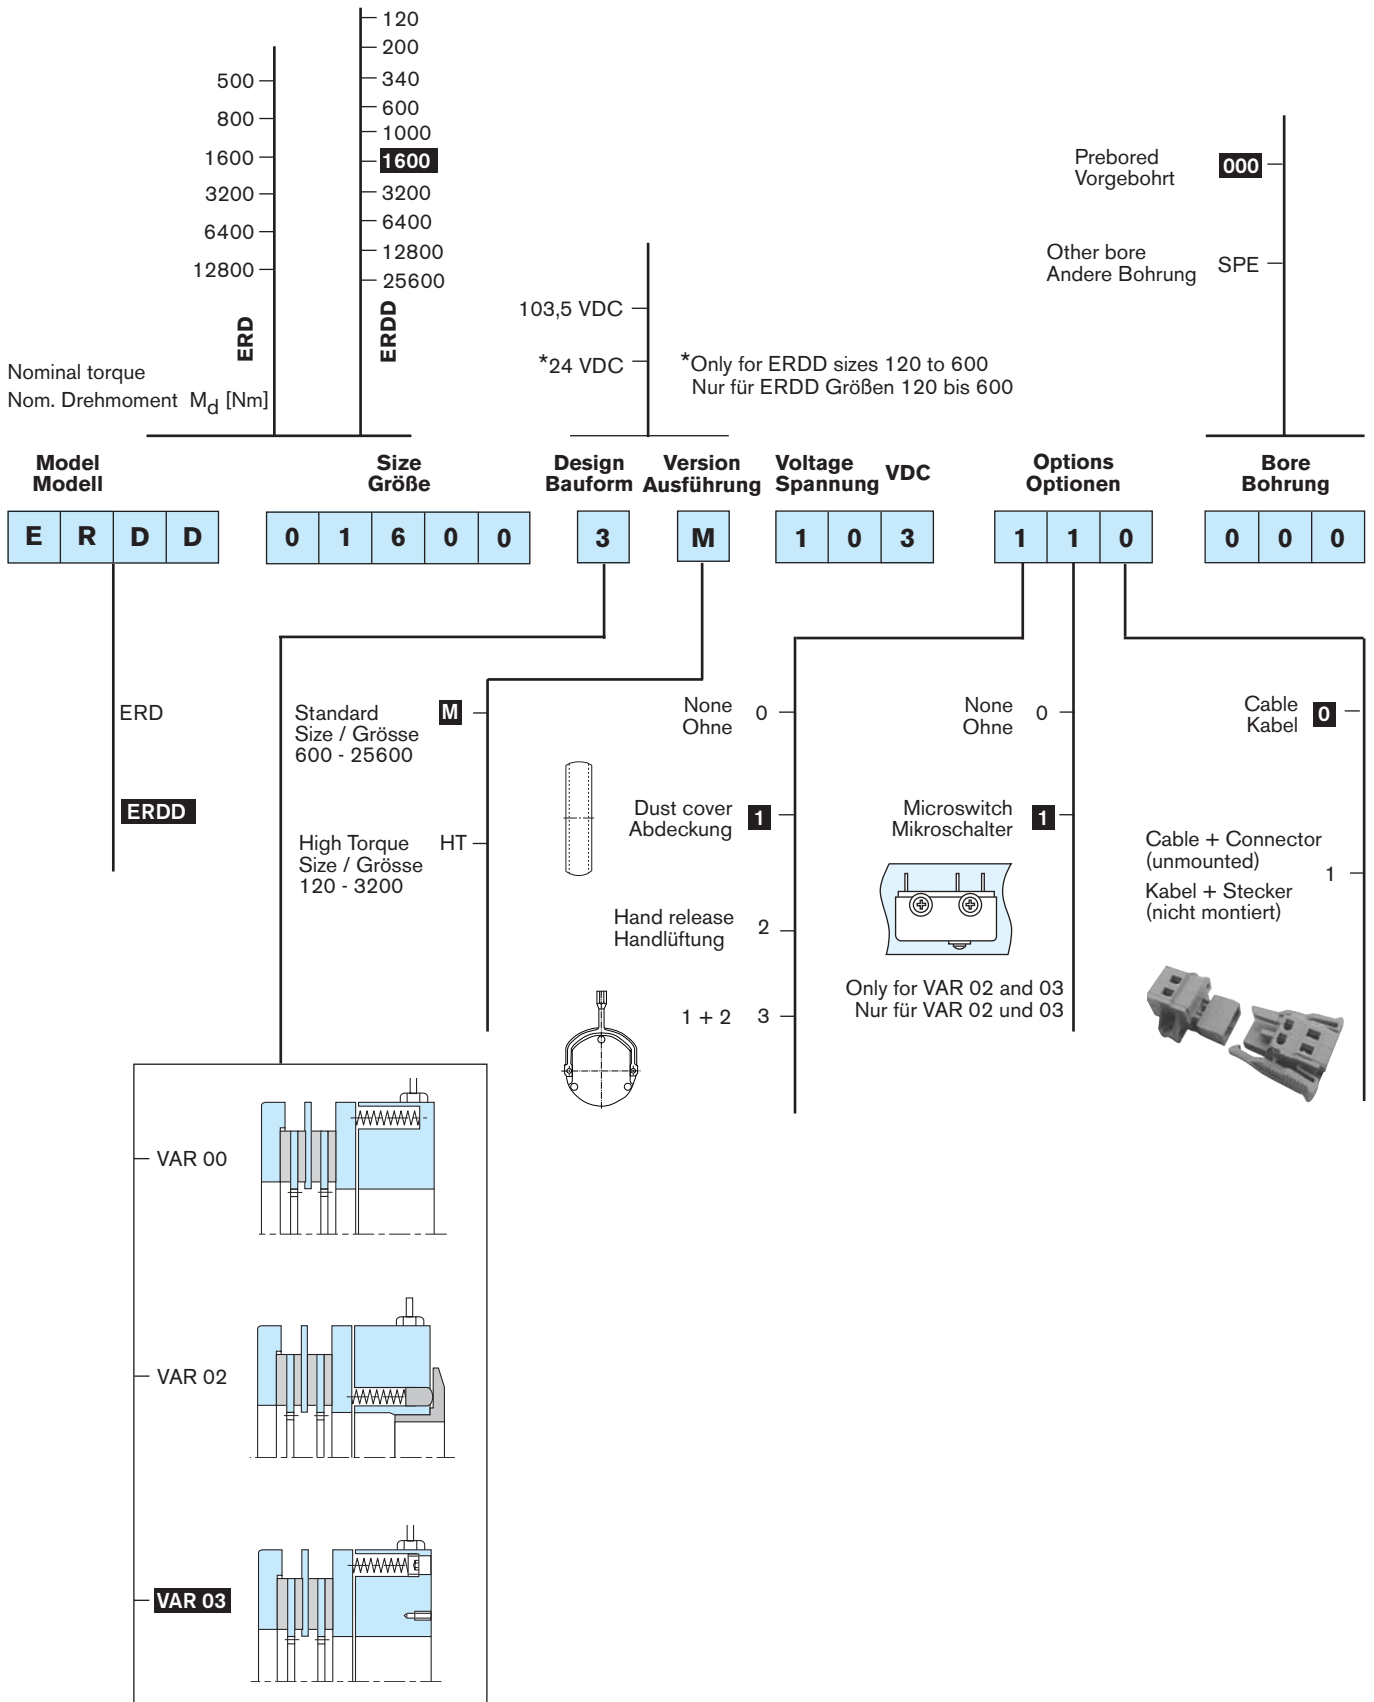 120
200
340
600
1000
1600
3200
6400
12800
25600
ERDD
500
800
1600
3200
6400
12800
ERD
Nominal torque
Nom. Drehmoment Md [Nm]
103,5 VDC
*24 VDC
*Only for ERDD sizes 120 to 600
Nur für ERDD Größen 120 bis 600
Prebored
Vorgebohrt
000
Other bore
Andere Bohrung
SPE
Model
Modell
Size
Größe
Design
Bauform
Version
Ausführung
Voltage
Spannung
VDC
Options
Optionen
Bore
Bohrung
E R D D
0 1 6 0 0
3
M
1 0 3
1 1 0
0 0 0
ERD
ERDD
Standard
Size / Grösse
600 - 25600
M
High Torque
Size / Grösse
120 - 3200
HT
None
Ohne
0
Dust cover
Abdeckung
1
Hand release
Handlüftung
2
1 + 2
3
None
Ohne
0
Microswitch
Mikroschalter
1
Only for VAR 02 and 03
Nur für VAR 02 und 03
Cable
Kabel
0
Cable + Connector
(unmounted)
Kabel + Stecker
(nicht montiert)
1
VAR 00
VAR 02
VAR 03